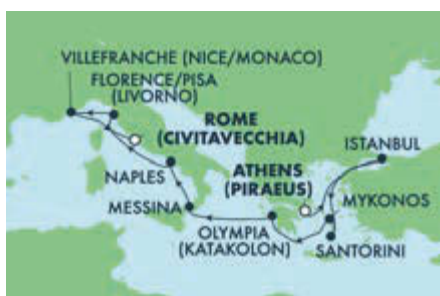 VILLEFRANCHE (NICE/MONACO)
FLORENCE/PISA
(LIVORNO)
ROME
(CIVITAVECCHIA)
ISTANBUL
ATHENS
(PIRAEUS)
NAPLES
MYKONOS
MESSINA
OLYMPIA
(KATAKOLON)
SANTORINI